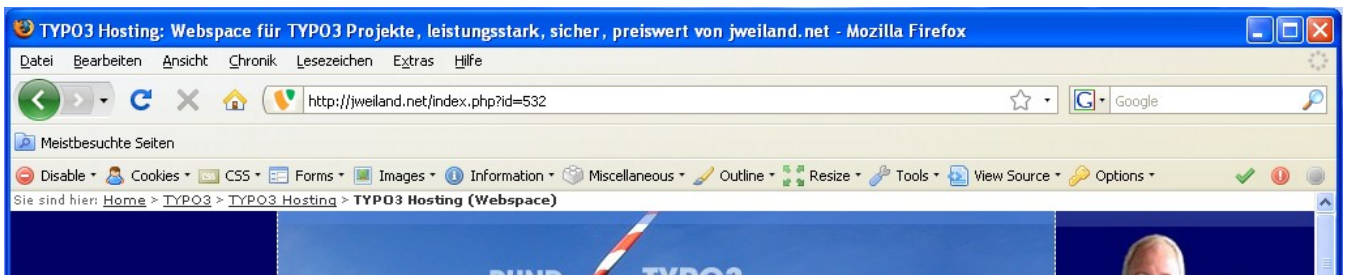 TYPO3 Hosting: Webspace für TYPO3 Projekte, leistungsstark, sicher, preiswert von jweiland.net - Mozilla Firefox
Datei Bearbeiten Ansicht Chronik Lesezeichen Extras Hilfe
http://jweiland.net/index.php?id=532 G Google
Meistbesuchte Seiten
Disable Cookies CSS Forms Images Information Miscellaneous Outline Resize Tools View Source Options
Sie sind hier: Home > TYPO3 > TYPO3 Hosting > TYPO3 Hosting (Webspace)
RUND TYPO3